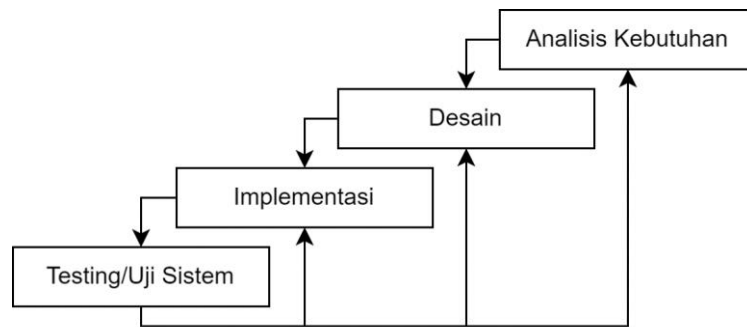 Analisis Kebutuhan
Desain
Implementasi
Testing/Uji Sistem